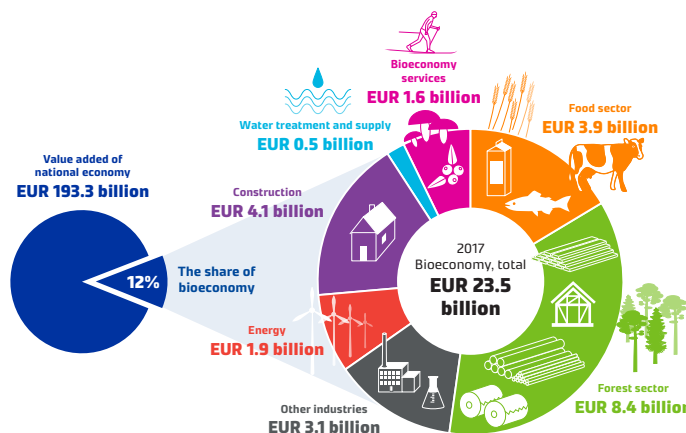 Bioeconomy
services
EUR 1.6 billion
Water treatment and supply
EUR 0.5 billion
Food sector
EUR 3.9 billion
Value added of
national economy
EUR 193.3 billion
Construction
EUR 4.1 billion
12%
The share of
bioeconomy
2017
Bioeconomy, total
EUR 23.5
billion
Energy
EUR 1.9 billion
Forest sector
EUR 8.4 billion
Other industries
EUR 3.1 billion